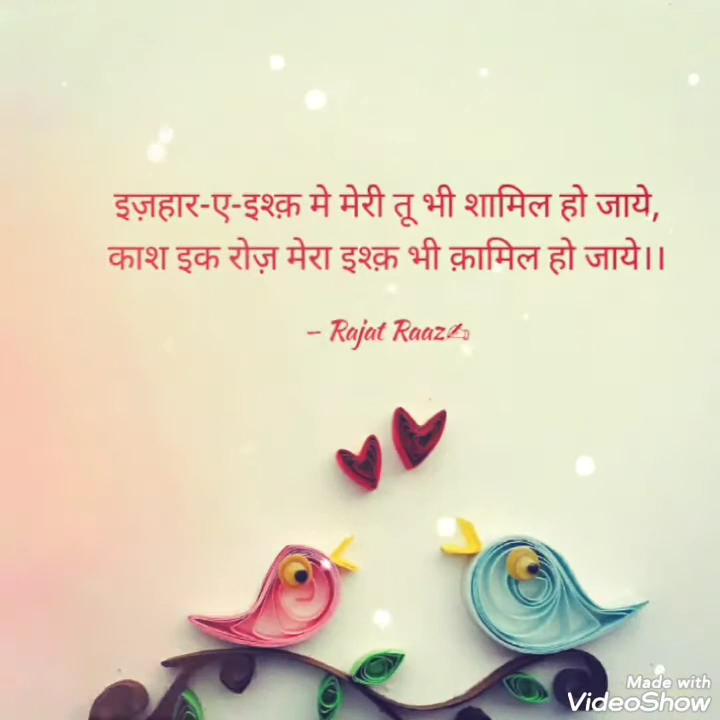 इज़हार-ए-इश्क़ मे मेरी तू भी शामिल हो जाये,
काश इक रोज़ मेरा इश्क़ भी क़ामिल हो जाये।।
– Rajat Raaz✍
Made with
VideoShow